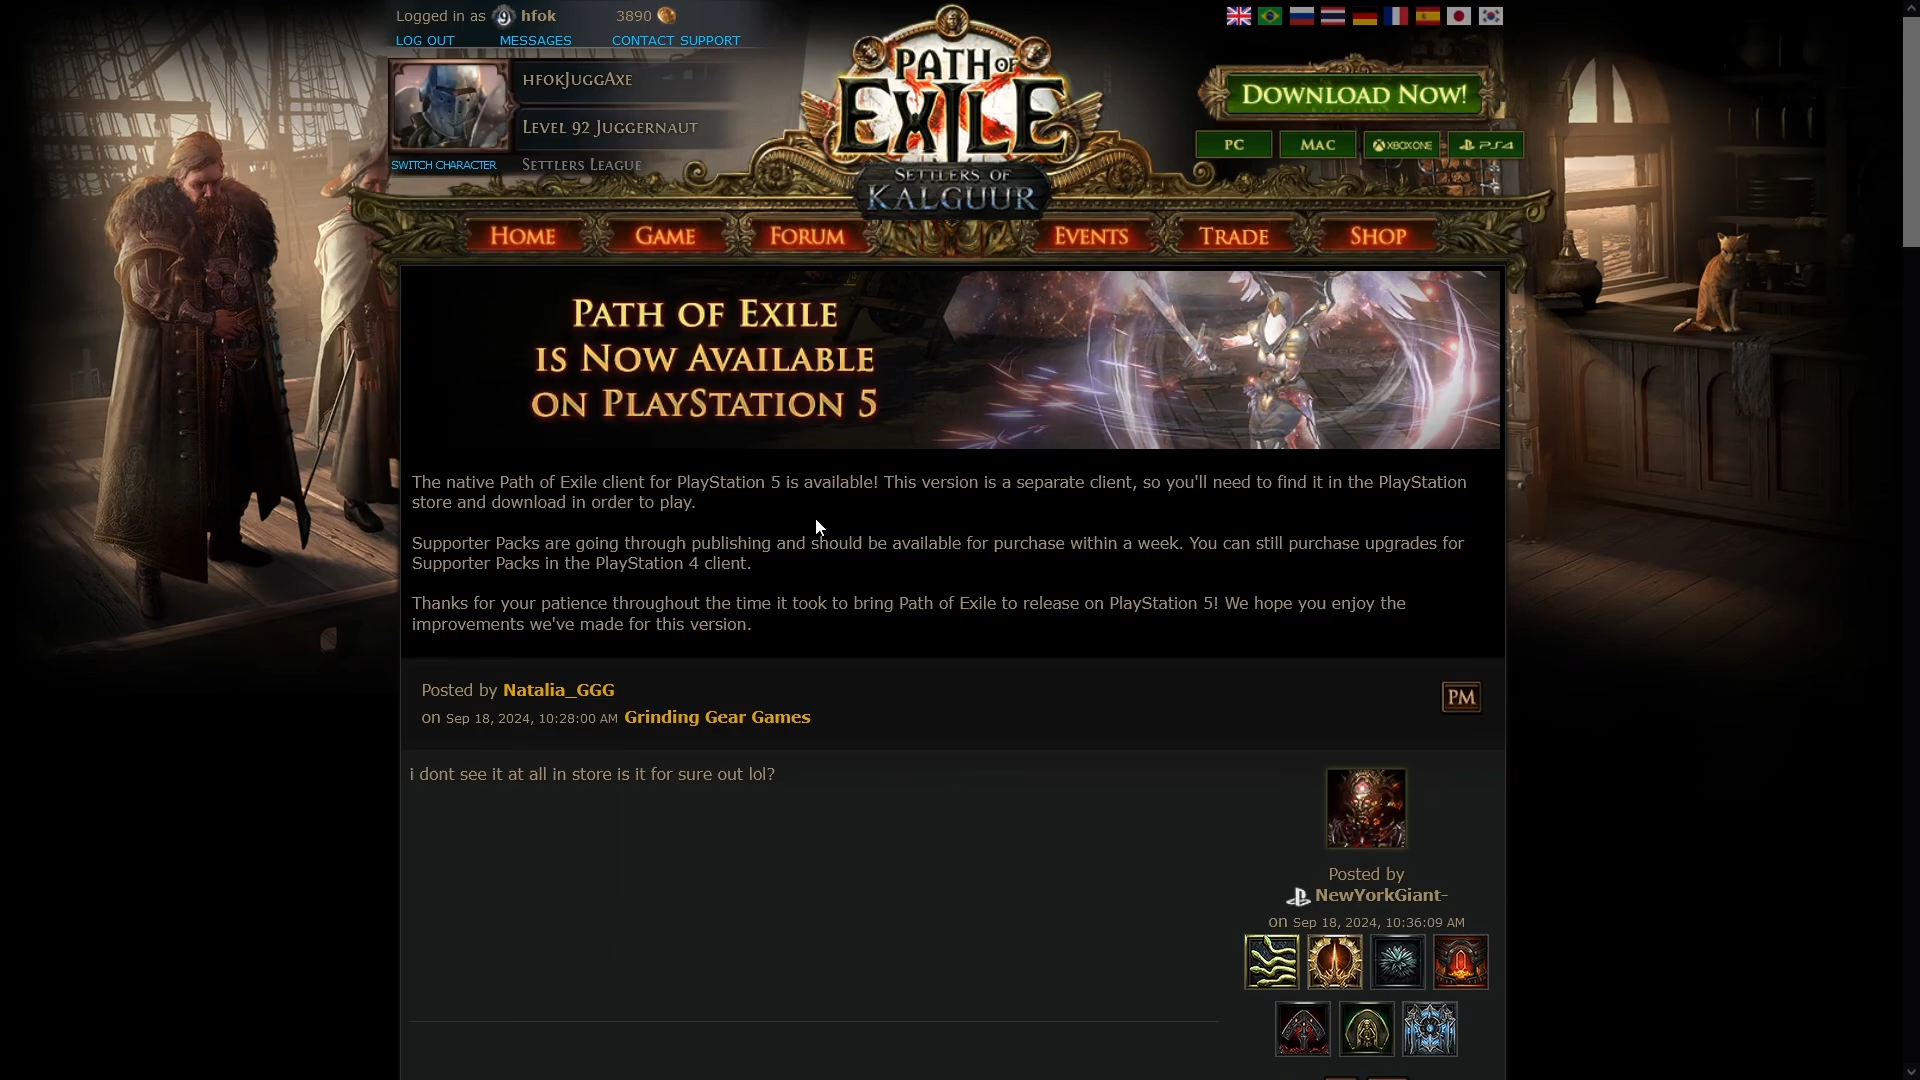 Logged in as hfok 3890
LOG OUT MESSAGES CONTACT SUPPORT
hfokJuggAxe
Level 92 Juggernaut
SWITCH CHARACTER Settlers League
PATH OF
EXILE
SETTLERS OF
KALGUUR
Download Now!
PC Mac XBOX ONE PS4
Home Game Forum Events Trade Shop
Path of Exile
is Now Available
on PlayStation 5
The native Path of Exile client for PlayStation 5 is available! This version is a separate client, so you'll need to find it in the PlayStation
store and download in order to play.
Supporter Packs are going through publishing and should be available for purchase within a week. You can still purchase upgrades for
Supporter Packs in the PlayStation 4 client.
Thanks for your patience throughout the time it took to bring Path of Exile to release on PlayStation 5! We hope you enjoy the
improvements we've made for this version.
Posted by Natalia_GGG
on Sep 18, 2024, 10:28:00 AM Grinding Gear Games
PM
i dont see it at all in store is it for sure out lol?
Posted by
NewYorkGiant-
on Sep 18, 2024, 10:36:09 AM